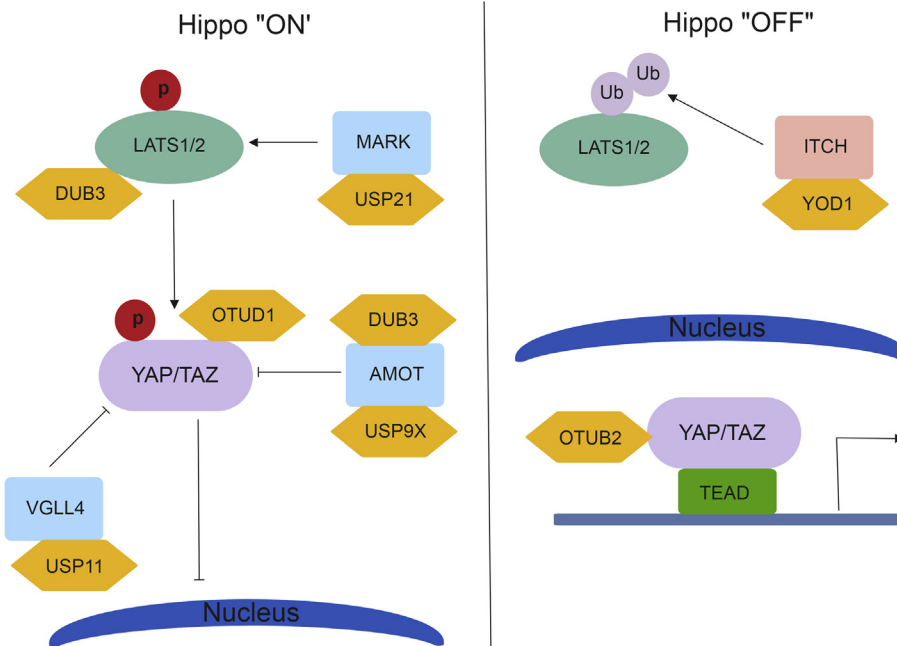 Hippo "ON'
p
LATS1/2
MARK
DUB3
USP21
p
OTUD1
DUB3
YAP/TAZ
AMOT
USP9X
VGLL4
USP11
Nucleus
Hippo "OFF"
Ub
Ub
LATS1/2
ITCH
YOD1
Nucleus
OTUB2
YAP/TAZ
TEAD